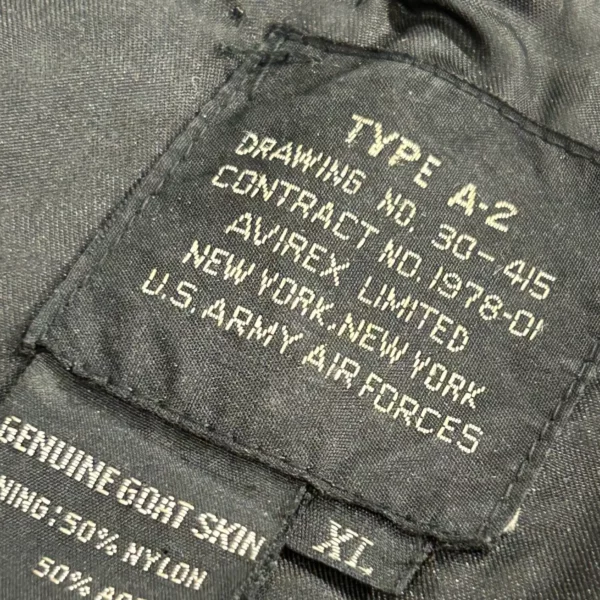 TYPE A-2
DRAWING NO. 30-415
CONTRACT NO. 1978-01
AVIREX LIMITED
NEW YORK. NEW YORK
U.S. ARMY AIR FORCES
GENUINE GOAT SKIN
XL
50% NYLON
50%